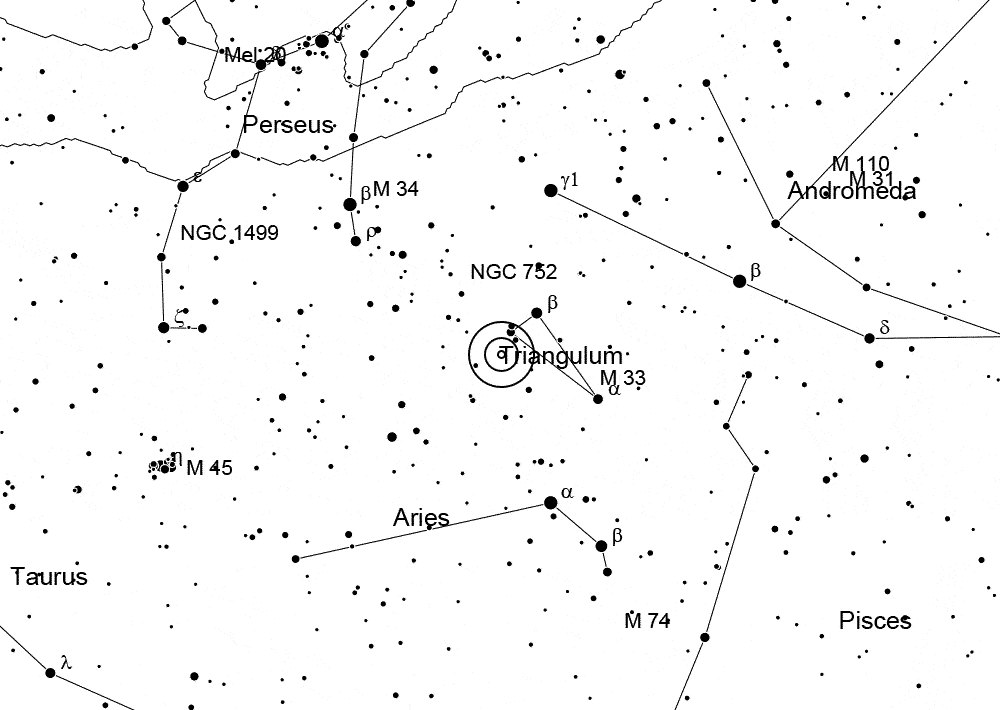 α
Mel 20
δ
Perseus
M 110
ε
M 31
γ1
β M 34
Andromeda
NGC 1499
ρ
NGC 752
β
β
ζ
δ
Triangulum
M 33
α
η
M 45
α
Aries
β
Taurus
M 74
Pisces
λ